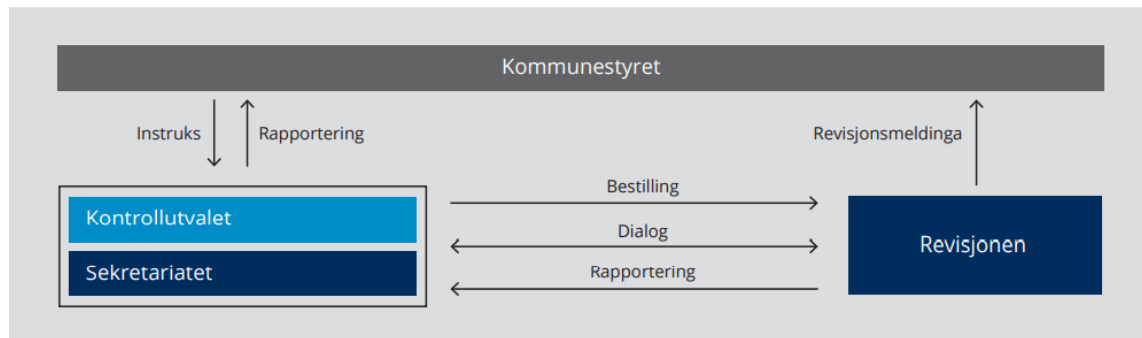 Kommunestyret
Instruks
Rapportering
Revisjonsmeldinga
Kontrollutvalet
Sekretariatet
Bestilling
Dialog
Rapportering
Revisjonen